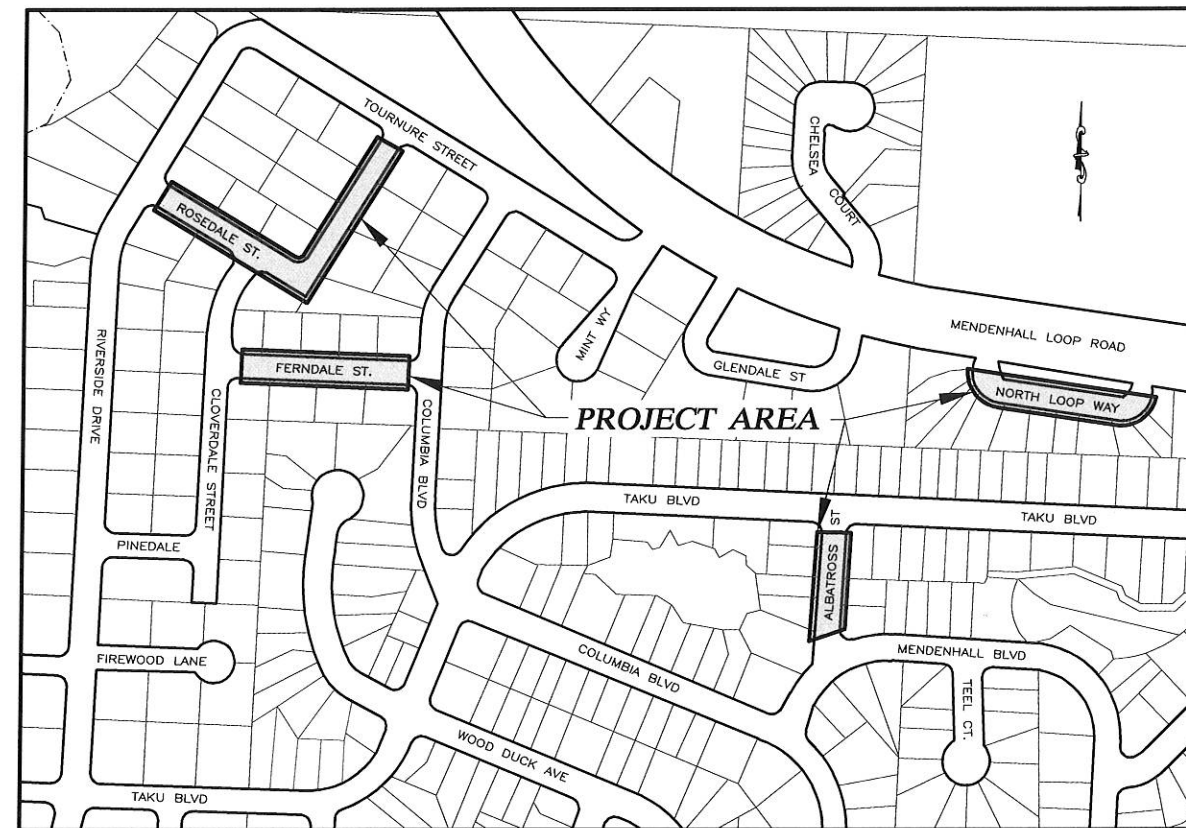 TOURNURE STREET
CHELSEA
COURT
ROSEDALE ST.
MENDENHALL LOOP ROAD
RIVERSIDE DRIVE
MINT WY
GLENDALE ST
FERNDALE ST.
CLOVERDALE STREET
COLUMBIA BLVD
PROJECT AREA
NORTH LOOP WAY
TAKU BLVD
ALBATROSS ST
TAKU BLVD
PINEDALE
FIREWOOD LANE
COLUMBIA BLVD
MENDENHALL BLVD
TEEL CT.
WOOD DUCK AVE
TAKU BLVD